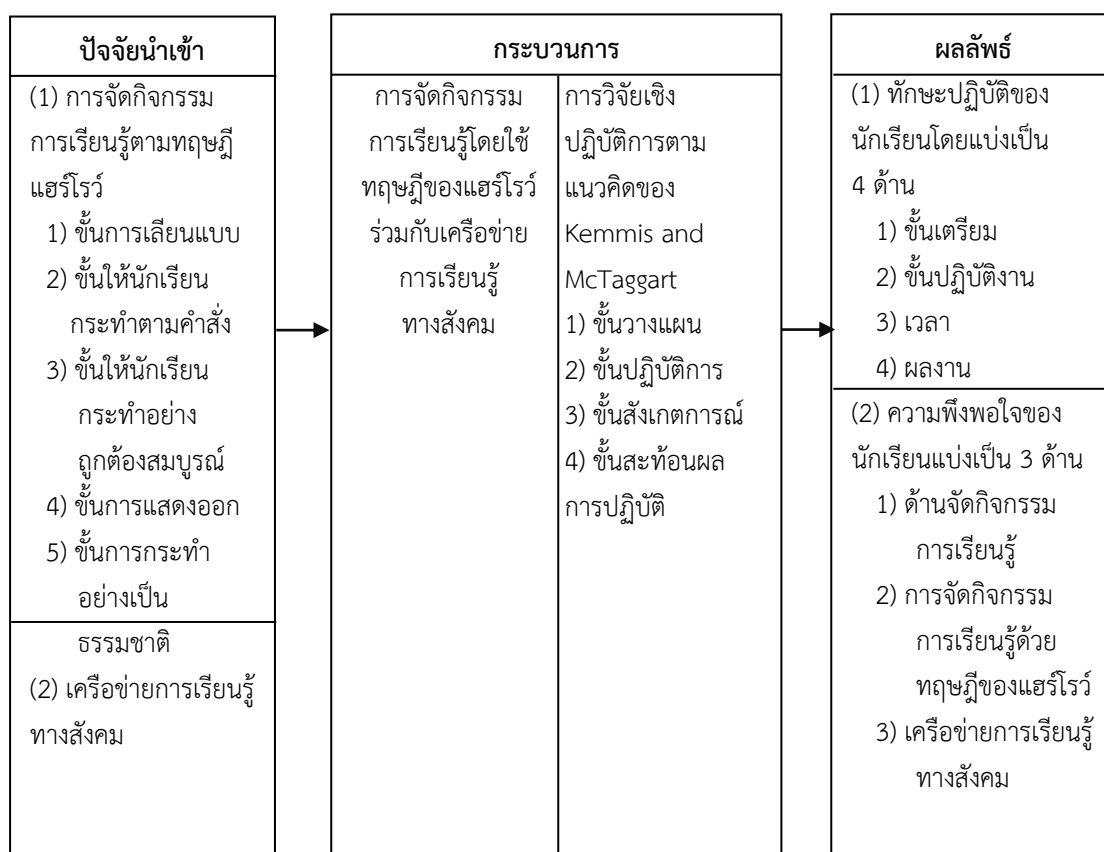 ปัจจัยนำเข้า
(1) การจัดกิจกรรม
การเรียนรู้ตามทฤษฎี
แฮร์โรว์
1) ขั้นการเลียนแบบ
2) ขั้นให้นักเรียน
กระทำตามคำสั่ง
3) ขั้นให้นักเรียน
กระทำอย่าง
ถูกต้องสมบูรณ์
4) ขั้นการแสดงออก
5) ขั้นการกระทำ
อย่างเป็น
ธรรมชาติ
(2) เครือข่ายการเรียนรู้
ทางสังคม
กระบวนการ
การจัดกิจกรรม
การเรียนรู้โดยใช้
ทฤษฎีของแฮร์โรว์
ร่วมกับเครือข่าย
การเรียนรู้
ทางสังคม
การวิจัยเชิง
ปฏิบัติการตาม
แนวคิดของ
Kemmis and
McTaggart
1) ขั้นวางแผน
2) ขั้นปฏิบัติการ
3) ขั้นสังเกตการณ์
4) ขั้นสะท้อนผล
การปฏิบัติ
ผลลัพธ์
(1) ทักษะปฏิบัติของ
นักเรียนโดยแบ่งเป็น
4 ด้าน
1) ขั้นเตรียม
2) ขั้นปฏิบัติงาน
3) เวลา
4) ผลงาน
(2) ความพึงพอใจของ
นักเรียนแบ่งเป็น 3 ด้าน
1) ด้านจัดกิจกรรม
การเรียนรู้
2) การจัดกิจกรรม
การเรียนรู้ด้วย
ทฤษฎีของแฮร์โรว์
3) เครือข่ายการเรียนรู้
ทางสังคม